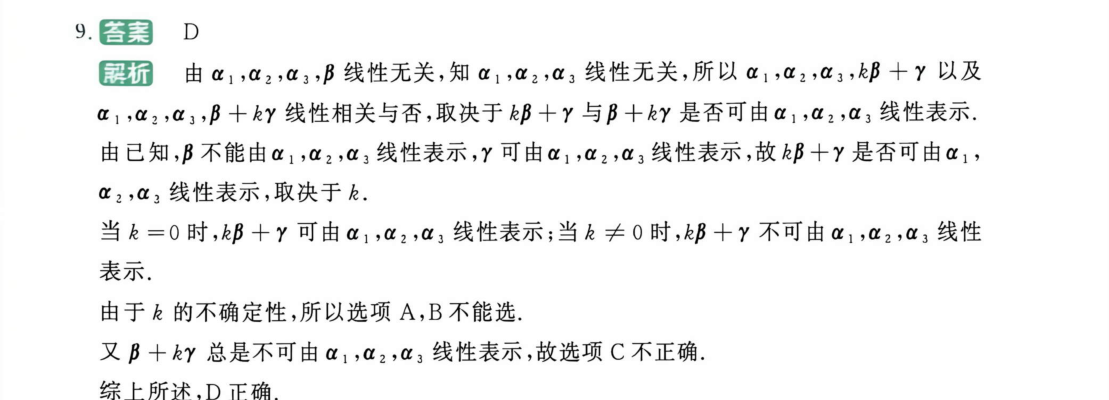 9. 答案 D
解析 由 α₁,α₂,α₃,β 线性无关,知 α₁,α₂,α₃ 线性无关,所以 α₁,α₂,α₃,kβ+γ 以及
α₁,α₂,α₃,β+kγ 线性相关与否,取决于 kβ+γ 与 β+kγ 是否可由 α₁,α₂,α₃ 线性表示.
由已知,β 不能由 α₁,α₂,α₃ 线性表示,γ 可由 α₁,α₂,α₃ 线性表示,故 kβ+γ 是否可由 α₁,
α₂,α₃ 线性表示,取决于 k.
当 k=0 时,kβ+γ 可由 α₁,α₂,α₃ 线性表示;当 k≠0 时,kβ+γ 不可由 α₁,α₂,α₃ 线性
表示.
由于 k 的不确定性,所以选项 A,B 不能选.
又 β+kγ 总是不可由 α₁,α₂,α₃ 线性表示,故选项 C 不正确.
综上所述,D 正确.